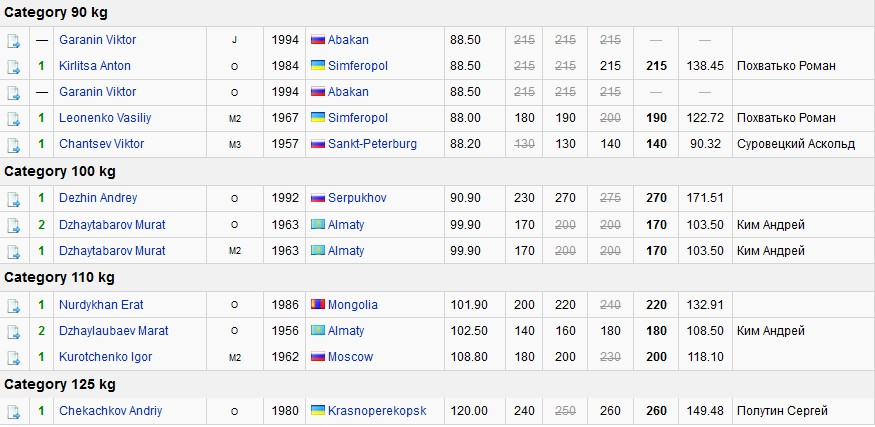 Category 90 kg
— Garanin Viktor J 1994 Abakan 88.50 215 215 215 — —
1 Kirlitsa Anton O 1984 Simferopol 88.50 215 215 215 215 138.45 Похватько Роман
— Garanin Viktor O 1994 Abakan 88.50 215 215 215 — —
1 Leonenko Vasiliy M2 1967 Simferopol 88.00 180 190 200 190 122.72 Похватько Роман
1 Chantsev Viktor M3 1957 Sankt-Peterburg 88.20 130 130 140 140 90.32 Суровецкий Аскольд
Category 100 kg
1 Dezhin Andrey O 1992 Serpukhov 90.90 230 270 275 270 171.51
2 Dzhaytabarov Murat O 1963 Almaty 99.90 170 200 200 170 103.50 Ким Андрей
1 Dzhaytabarov Murat M2 1963 Almaty 99.90 170 200 200 170 103.50 Ким Андрей
Category 110 kg
1 Nurdykhan Erat O 1986 Mongolia 101.90 200 220 240 220 132.91
2 Dzhaylaubaev Marat O 1956 Almaty 102.50 140 160 180 180 108.50 Ким Андрей
1 Kurotchenko Igor M2 1962 Moscow 108.80 180 200 230 200 118.10
Category 125 kg
1 Chekachkov Andriy O 1980 Krasnoperekopsk 120.00 240 250 260 260 149.48 Полутин Сергей